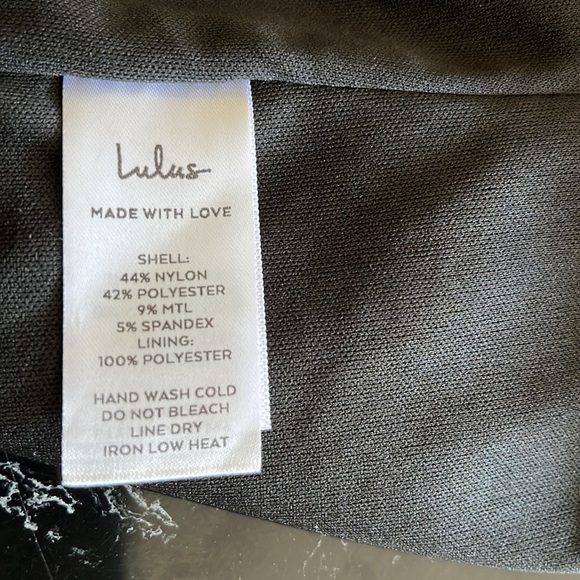 Lulus
MADE WITH LOVE
SHELL:
44% NYLON
42% POLYESTER
9% MTL
5% SPANDEX
LINING:
100% POLYESTER
HAND WASH COLD
DO NOT BLEACH
LINE DRY
IRON LOW HEAT